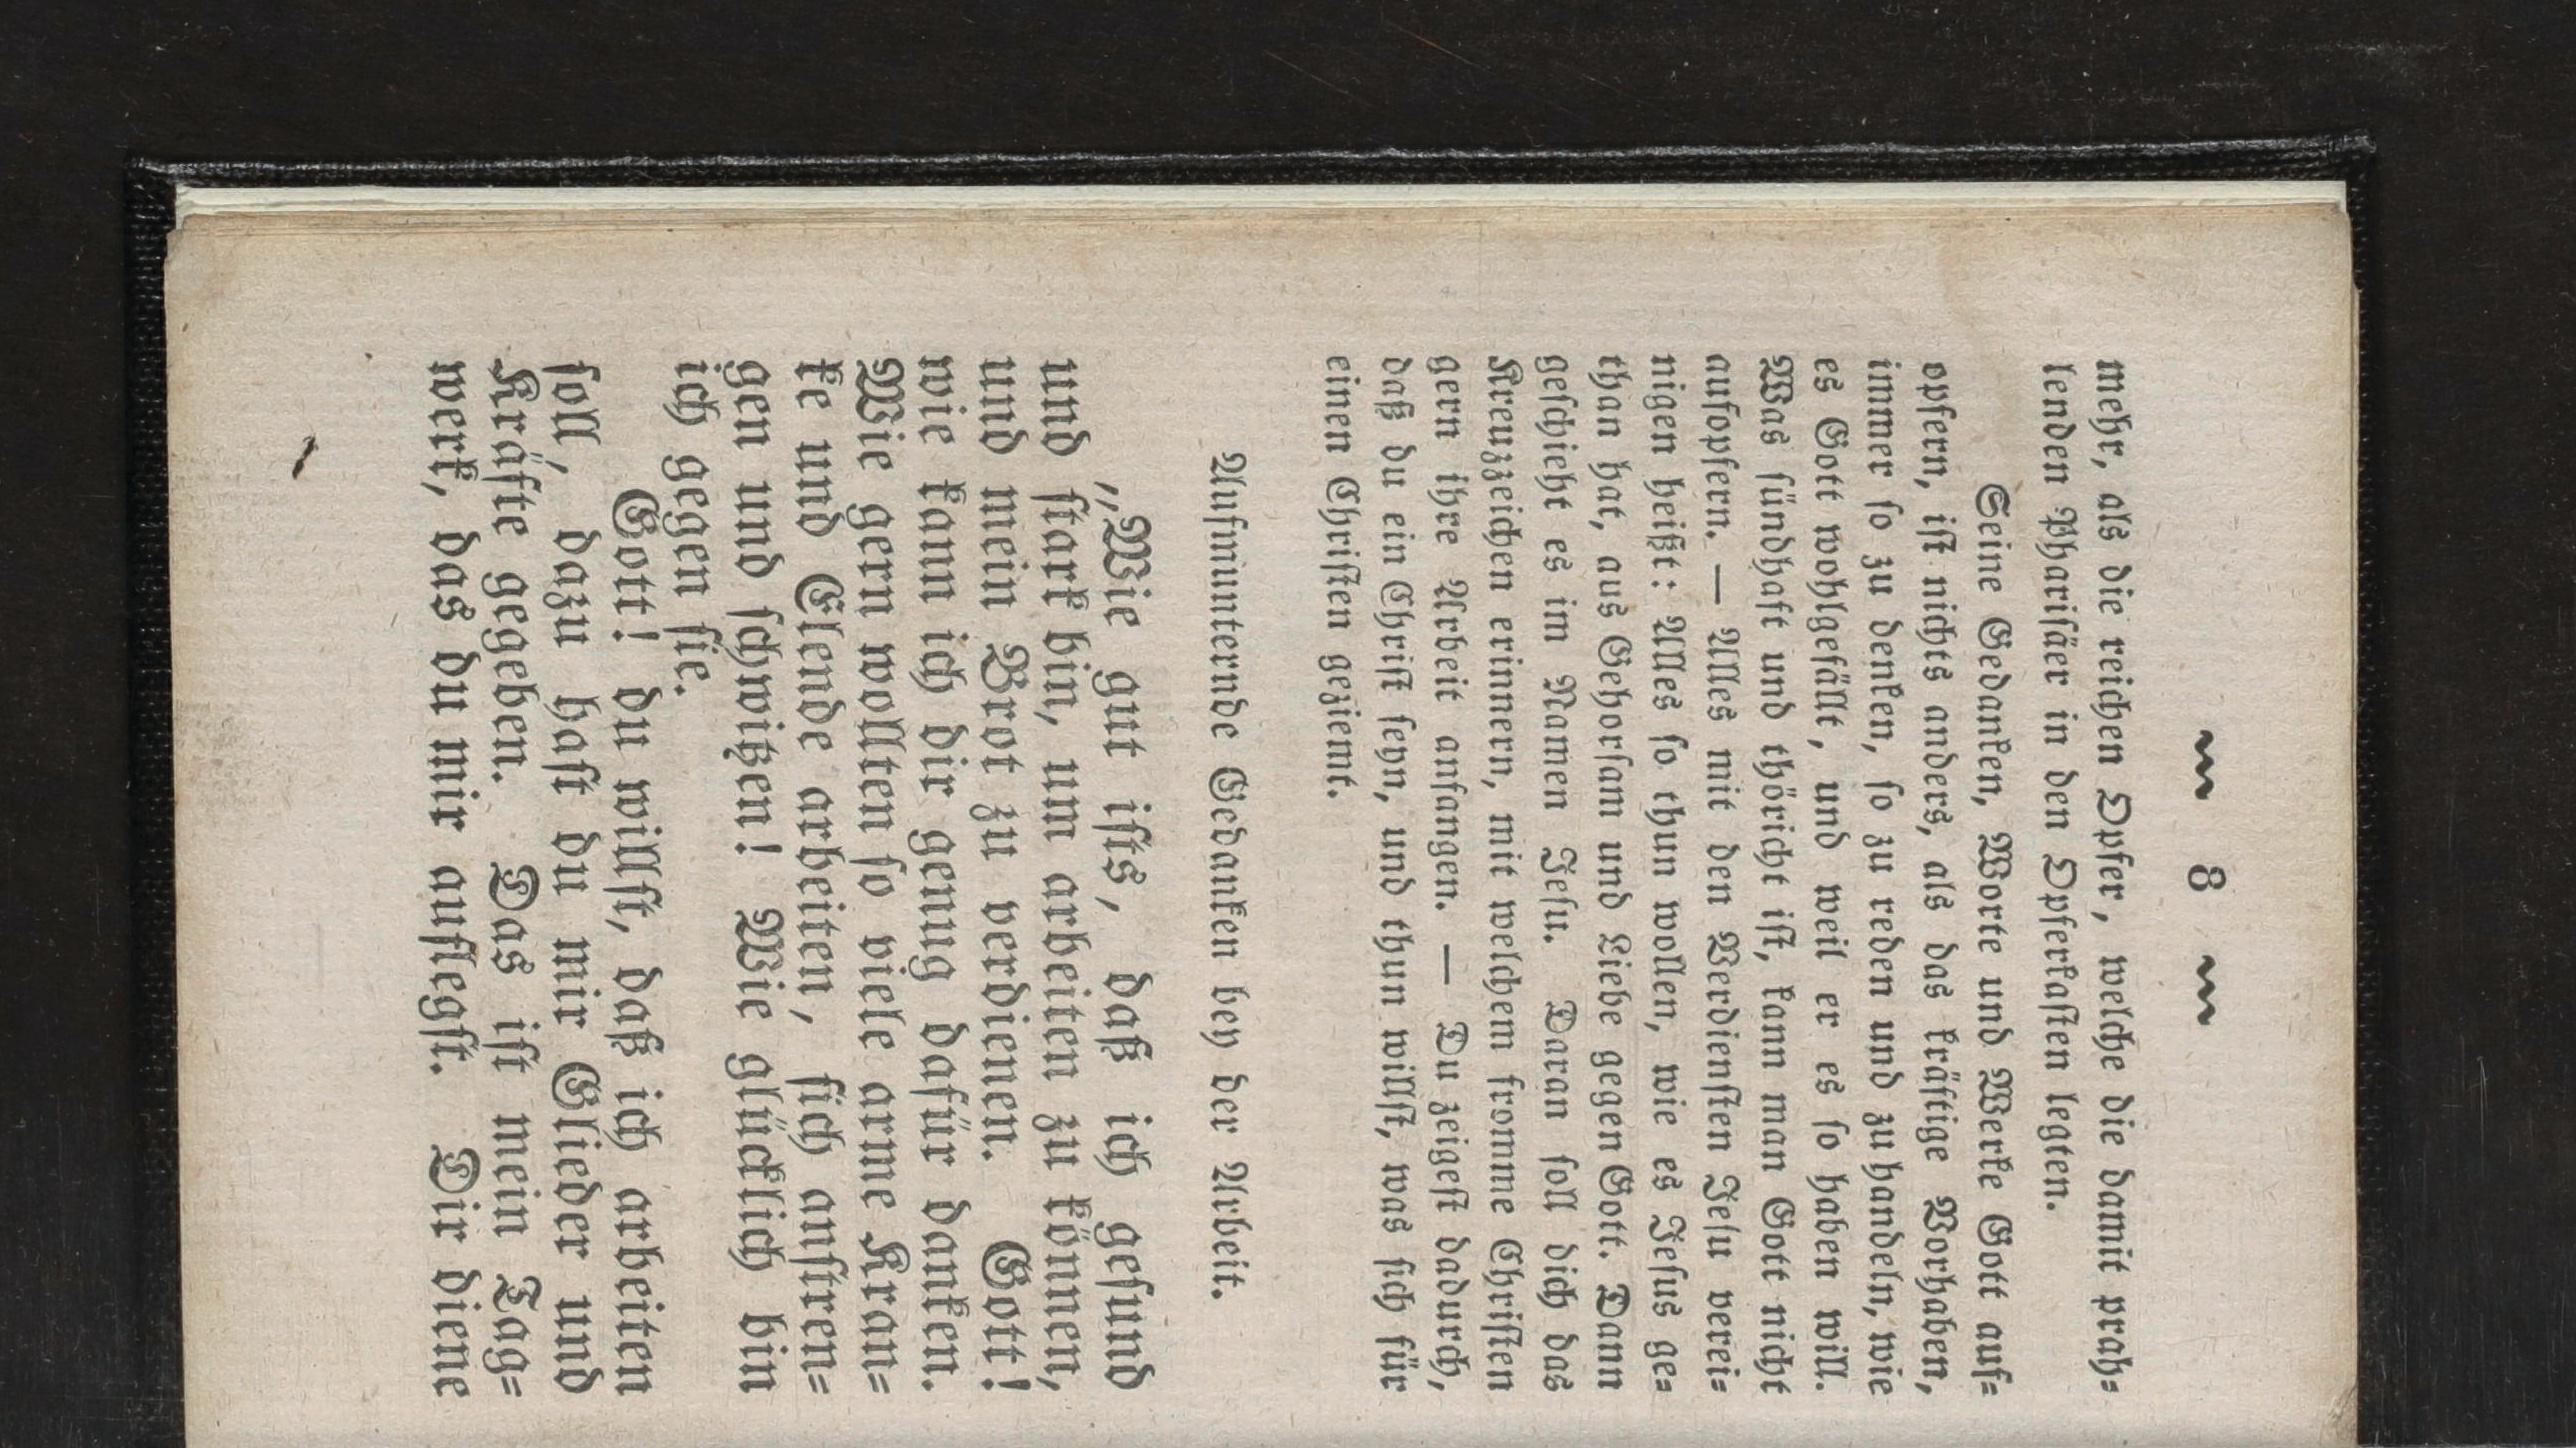 ~ 8 ~
mehr, als die reichen Opfer, welche die damit prah-
lenden Pharisäer in den Opferkasten legten.
Seine Gedanken, Worte und Werke Gott auf-
opfern, ist nichts anders, als das kräftige Vorhaben,
immer so zu denken, so zu reden und zu handeln, wie
es Gott wohlgefällt, und weil er es so haben will.
Was sündhaft und thöricht ist, kann man Gott nicht
aufopfern. — Alles mit den Verdiensten Jesu verei-
nigen heißt: Alles so thun wollen, wie es Jesus ge-
than hat, aus Gehorsam und Liebe gegen Gott. Dann
geschieht es im Namen Jesu. Daran soll dich das
Kreuzzeichen erinnern, mit welchem fromme Christen
gern ihre Arbeit anfangen. — Du zeigest dadurch,
daß du ein Christ seyn, und thun willst, was sich für
einen Christen geziemt.
Aufmunternde Gedanken bey der Arbeit.
„Wie gut ists, daß ich gesund
und stark bin, um arbeiten zu können,
und mein Brot zu verdienen. Gott!
wie kann ich dir genug dafür danken.
Wie gern wollten so viele arme Kran-
ke und Elende arbeiten, sich anstren-
gen und schwitzen! Wie glücklich bin
ich gegen sie.
Gott! du willst, daß ich arbeiten
soll, dazu hast du mir Glieder und
Kräfte gegeben. Das ist mein Tag-
werk, das du mir auflegst. Dir diene